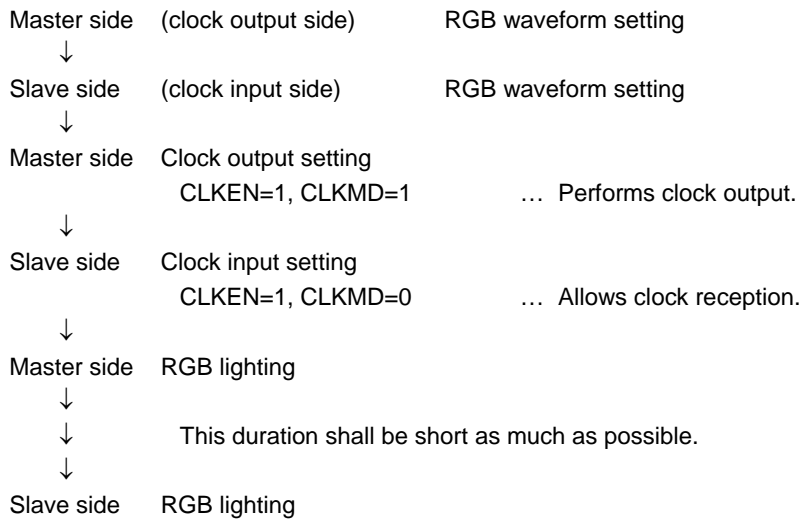 Master side (clock output side) RGB waveform setting
↓
Slave side (clock input side) RGB waveform setting
↓
Master side Clock output setting
CLKEN=1, CLKMD=1 … Performs clock output.
↓
Slave side Clock input setting
CLKEN=1, CLKMD=0 … Allows clock reception.
↓
Master side RGB lighting
↓
↓ This duration shall be short as much as possible.
↓
Slave side RGB lighting